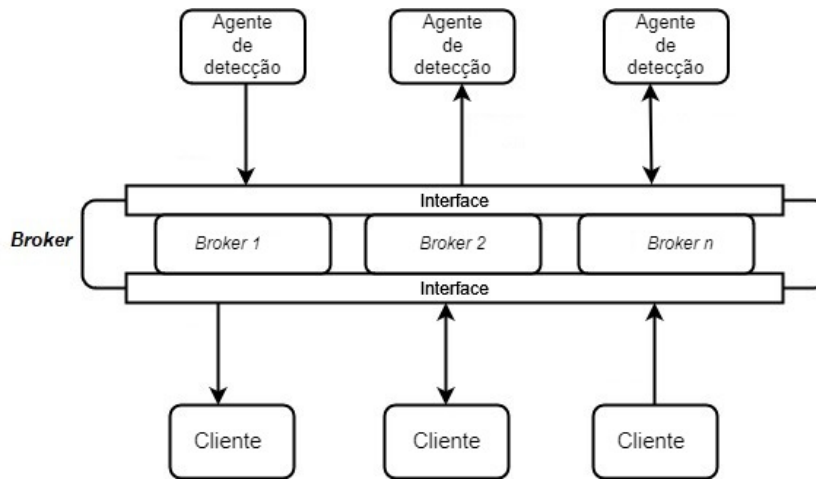 Agente
de
detecção
Agente
de
detecção
Agente
de
detecção
Interface
Broker
Broker 1
Broker 2
Broker n
Interface
Cliente
Cliente
Cliente